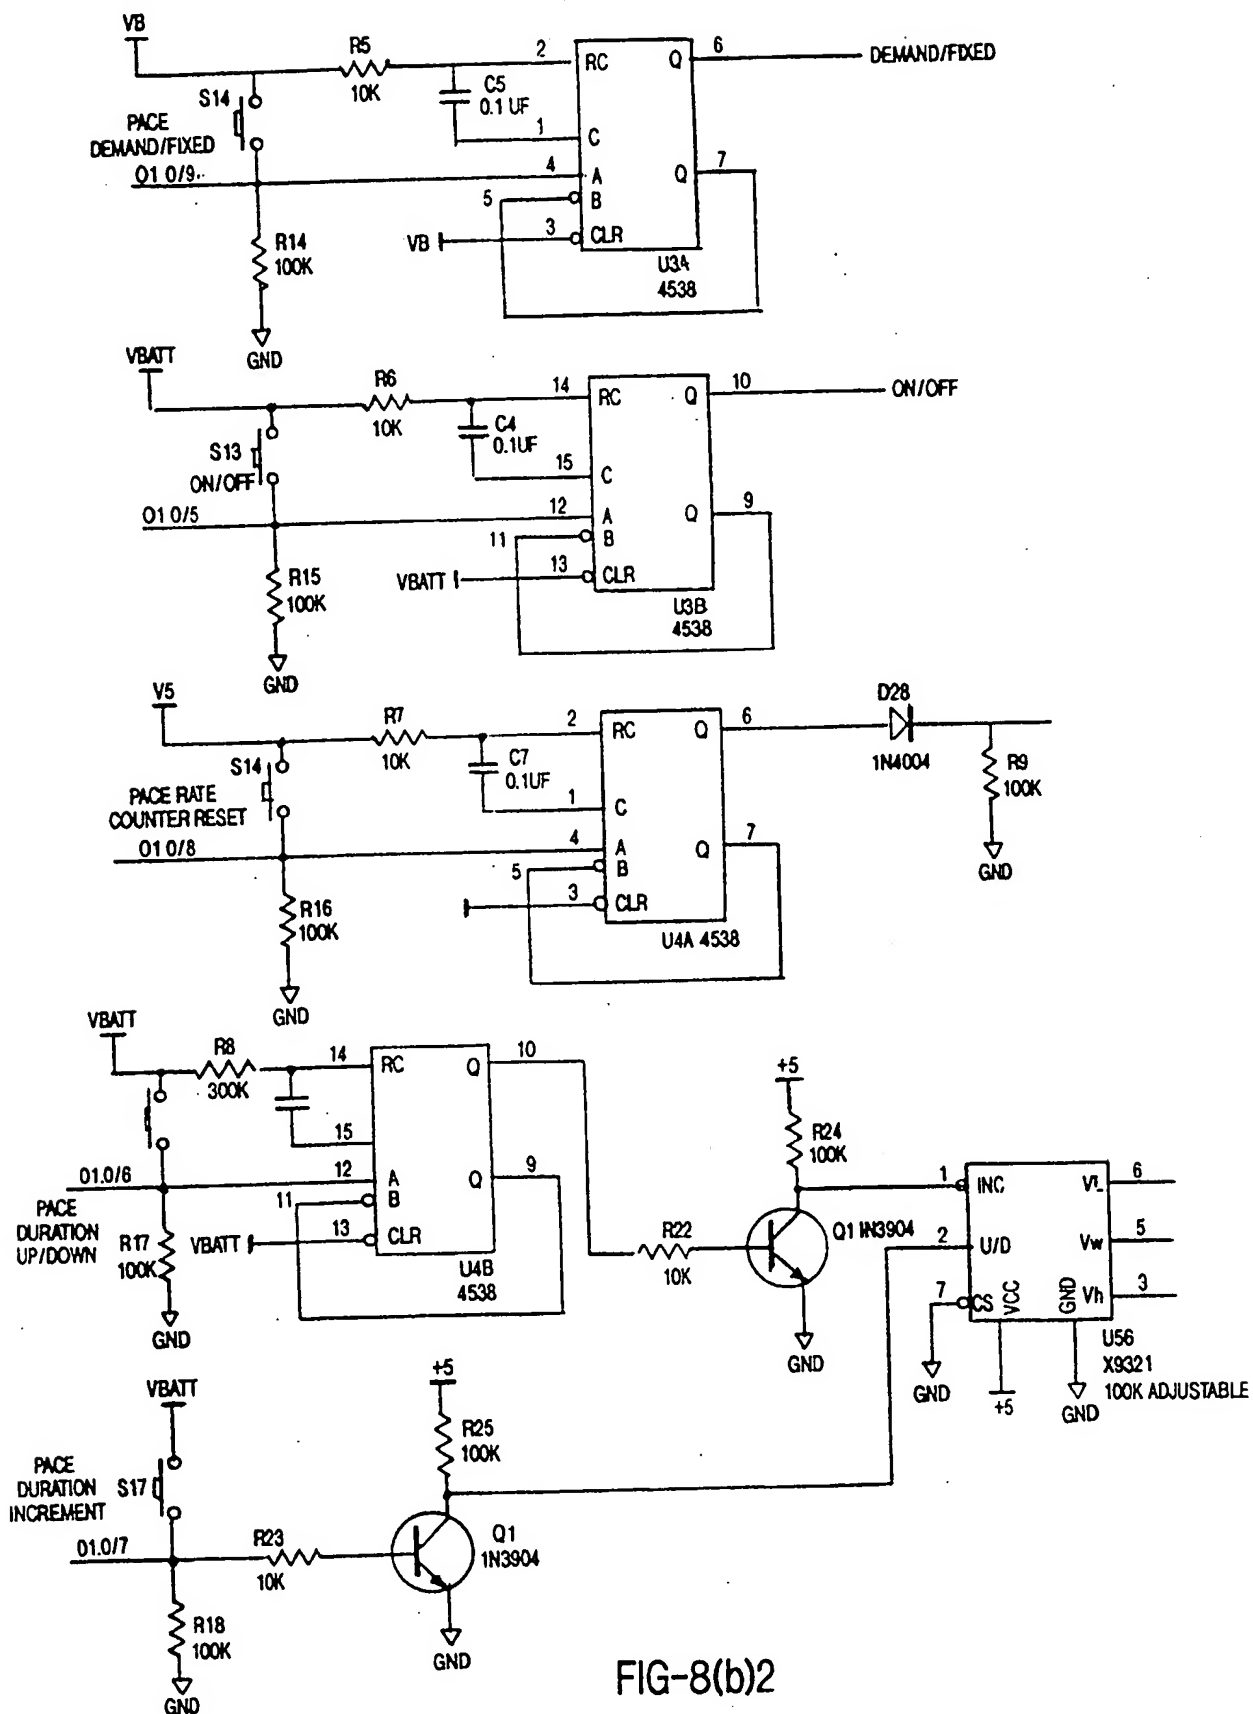 VB
R5
10K
2
RC
Q
6
DEMAND/FIXED
C5
0.1 UF
S14
PACE
DEMAND/FIXED
1
C
01 0/9
4
A
Q
7
5
B
VB
3
CLR
R14
100K
U3A
4538
GND
VBATT
R6
10K
14
RC
Q
10
ON/OFF
C4
0.1UF
S13
ON/OFF
15
C
01 0/5
12
A
Q
9
11
B
VBATT
13
CLR
R15
100K
U3B
4538
GND
V5
R7
10K
2
RC
Q
6
D28
1N4004
R9
100K
GND
C7
0.1UF
S14
PACE RATE
COUNTER RESET
1
C
01 0/8
4
A
Q
7
5
B
3
CLR
R16
100K
U4A 4538
GND
VBATT
R8
300K
14
RC
Q
10
15
01.0/6
12
A
Q
9
11
B
PACE
DURATION
UP/DOWN
R17
100K
VBATT
13
CLR
U4B
4538
GND
+5
R24
100K
R22
10K
Q1 IN3904
GND
1
INC
VL
6
2
U/D
Vw
5
7
CS
VCC
GND
Vh
3
U56
X9321
100K ADJUSTABLE
GND
+5
GND
VBATT
+5
R25
100K
PACE
DURATION
INCREMENT
S17
01.0/7
R23
10K
Q1
1N3904
R18
100K
GND
GND
FIG-8(b)2